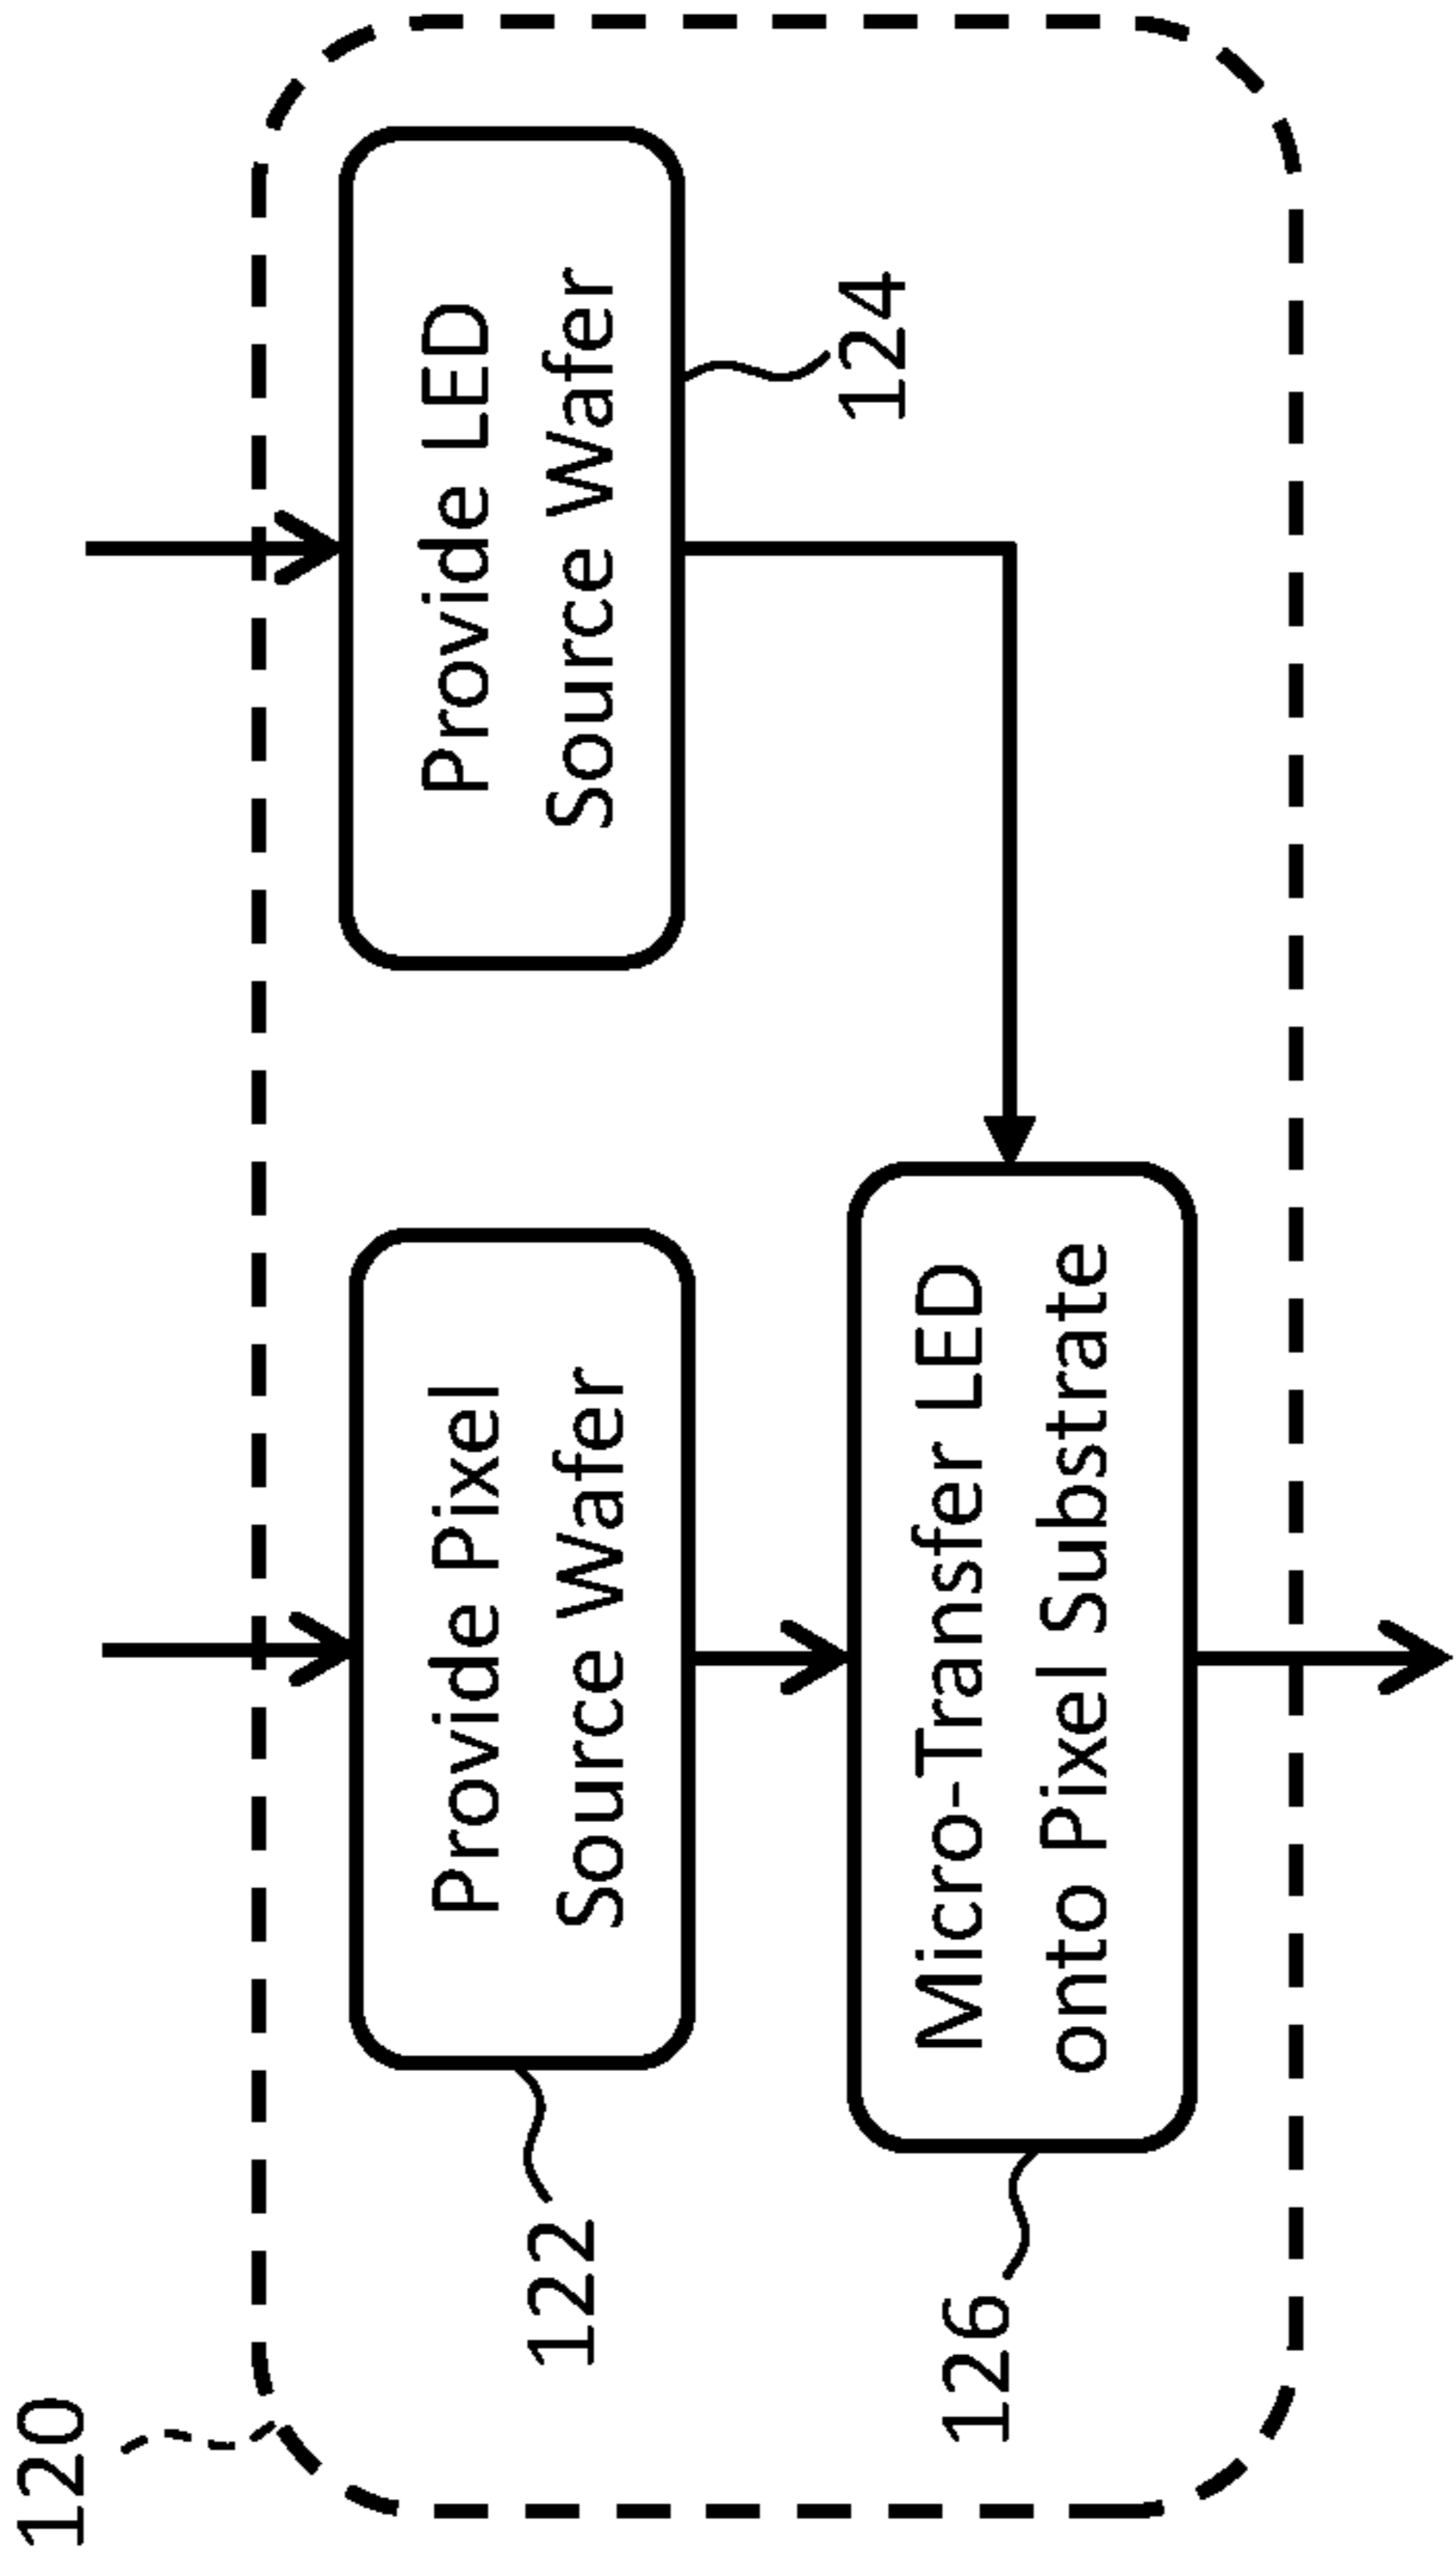 120
Provide Pixel
Source Wafer
122
Provide LED
Source Wafer
124
Micro-Transfer LED
onto Pixel Substrate
126